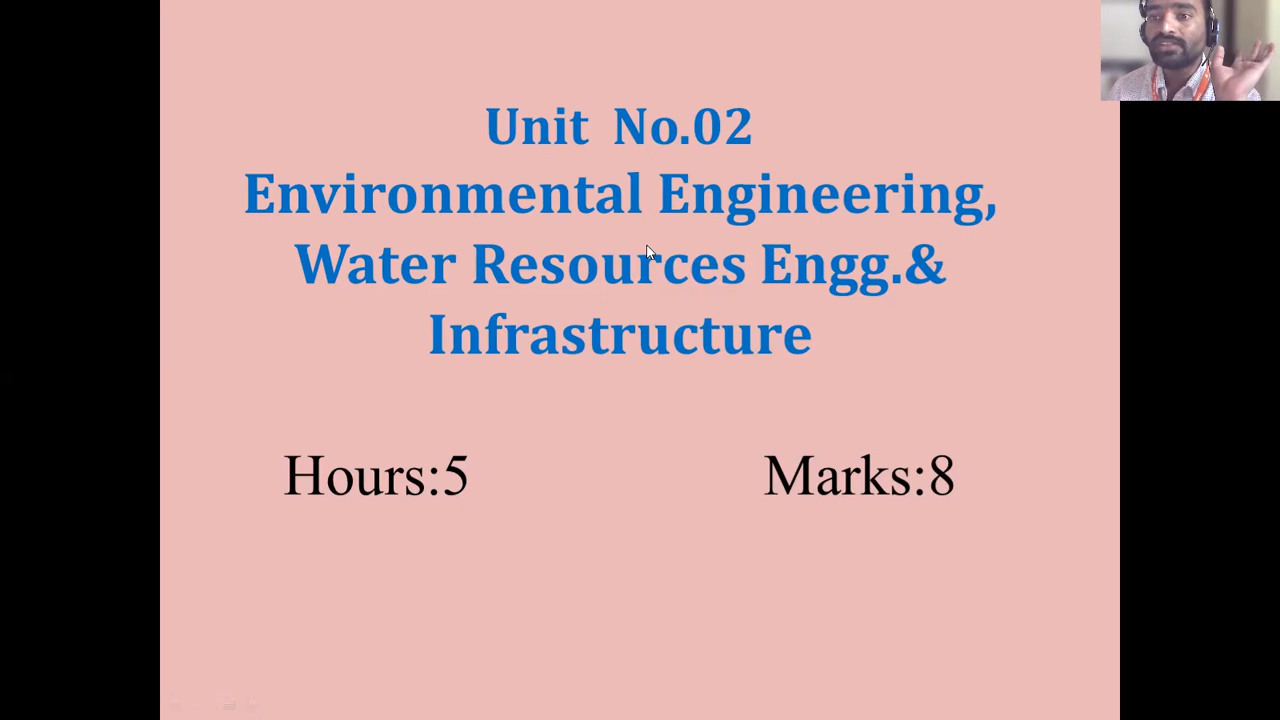 Unit No.02
Environmental Engineering,
Water Resources Engg.&
Infrastructure
Hours:5 Marks:8